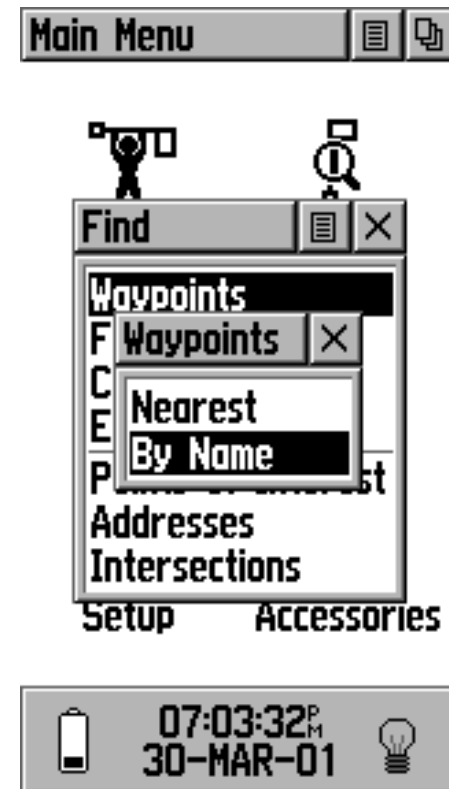 Main Menu
Find
Waypoints
F
Waypoints
C
Nearest
E
By Name
Addresses
Intersections
Setup
Accessories
07:03:32PM
30-MAR-01